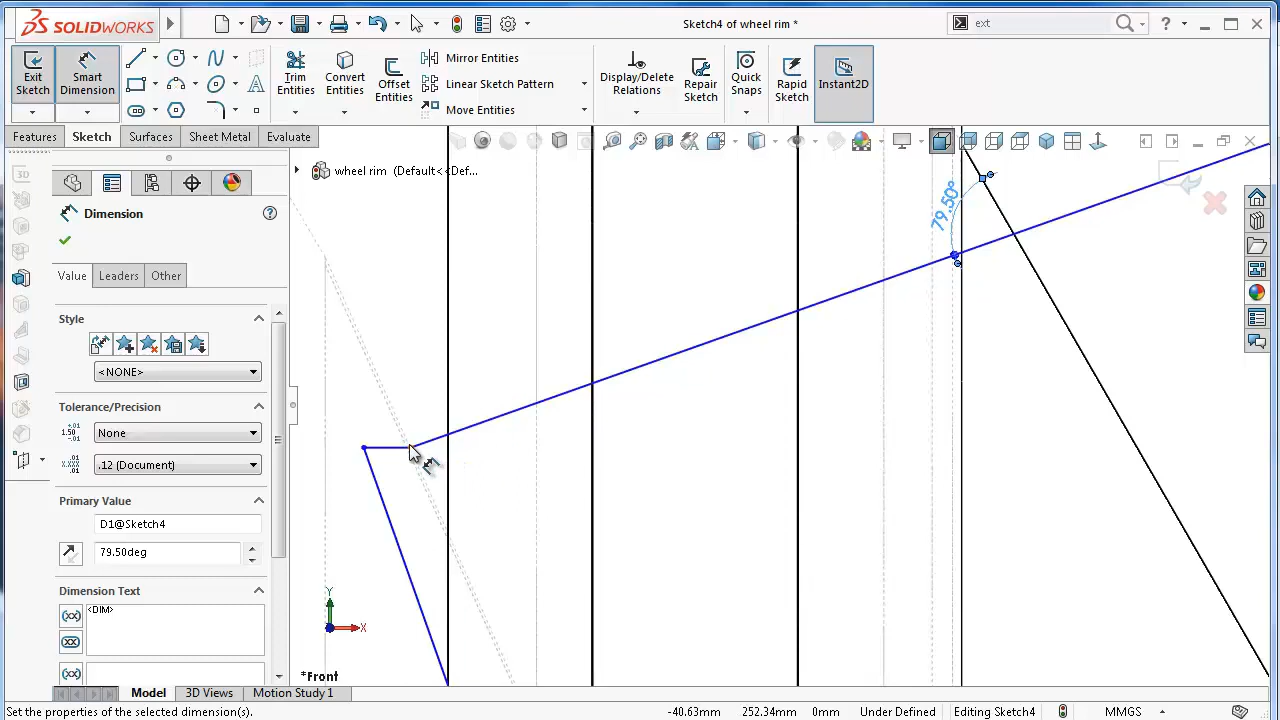 SOLIDWORKS
Sketch4 of wheel rim *
ext
?
Exit Sketch
Smart Dimension
Trim Entities
Convert Entities
Offset Entities
Mirror Entities
Linear Sketch Pattern
Move Entities
Display/Delete Relations
Repair Sketch
Quick Snaps
Rapid Sketch
Instant2D
Features
Sketch
Surfaces
Sheet Metal
Evaluate
wheel rim (Default<<Def...
Dimension
Value
Leaders
Other
Style
<NONE>
Tolerance/Precision
None
.12 (Document)
Primary Value
D1@Sketch4
79.50deg
Dimension Text
<DIM>
79.50°
Y
X
*Front
Model
3D Views
Motion Study 1
Set the properties of the selected dimension(s).
-40.63mm
252.34mm
0mm
Under Defined
Editing Sketch4
MMGS